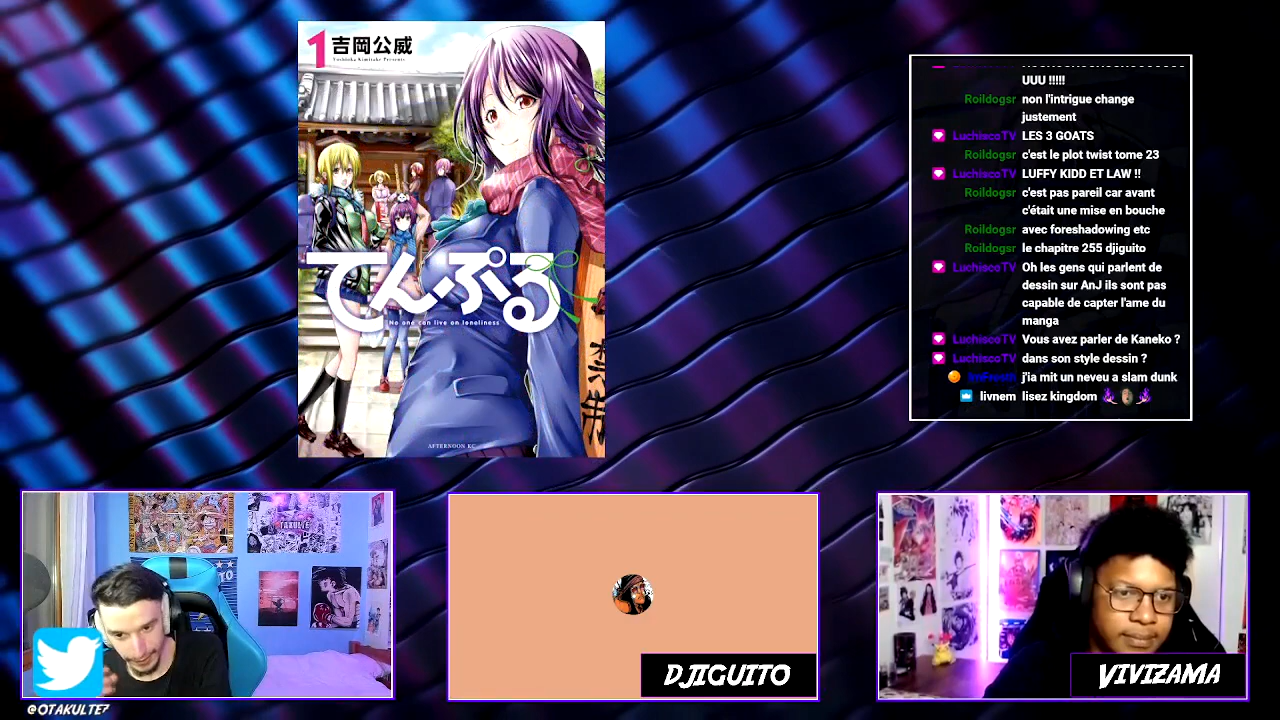 1 吉岡公威
Yoshioka Kimitake Presents
てんぷる
No one can live on loneliness
AFTERNOON KC
UUU !!!!!
Roildogsr non l'intrigue change
justement
LuchiscoTV LES 3 GOATS
Roildogsr c'est le plot twist tome 23
LuchiscoTV LUFFY KIDD ET LAW !!
Roildogsr c'est pas pareil car avant
c'était une mise en bouche
Roildogsr avec foreshadowing etc
Roildogsr le chapitre 255 djiguito
LuchiscoTV Oh les gens qui parlent de
dessin sur AnJ ils sont pas
capable de capter l'ame du
manga
LuchiscoTV Vous avez parler de Kaneko ?
LuchiscoTV dans son style dessin ?
j'ia mit un neveu a slam dunk
livnem lisez kingdom
TAKULTE
@OTAKULTE7
DJIGUITO
VIVIZAMA